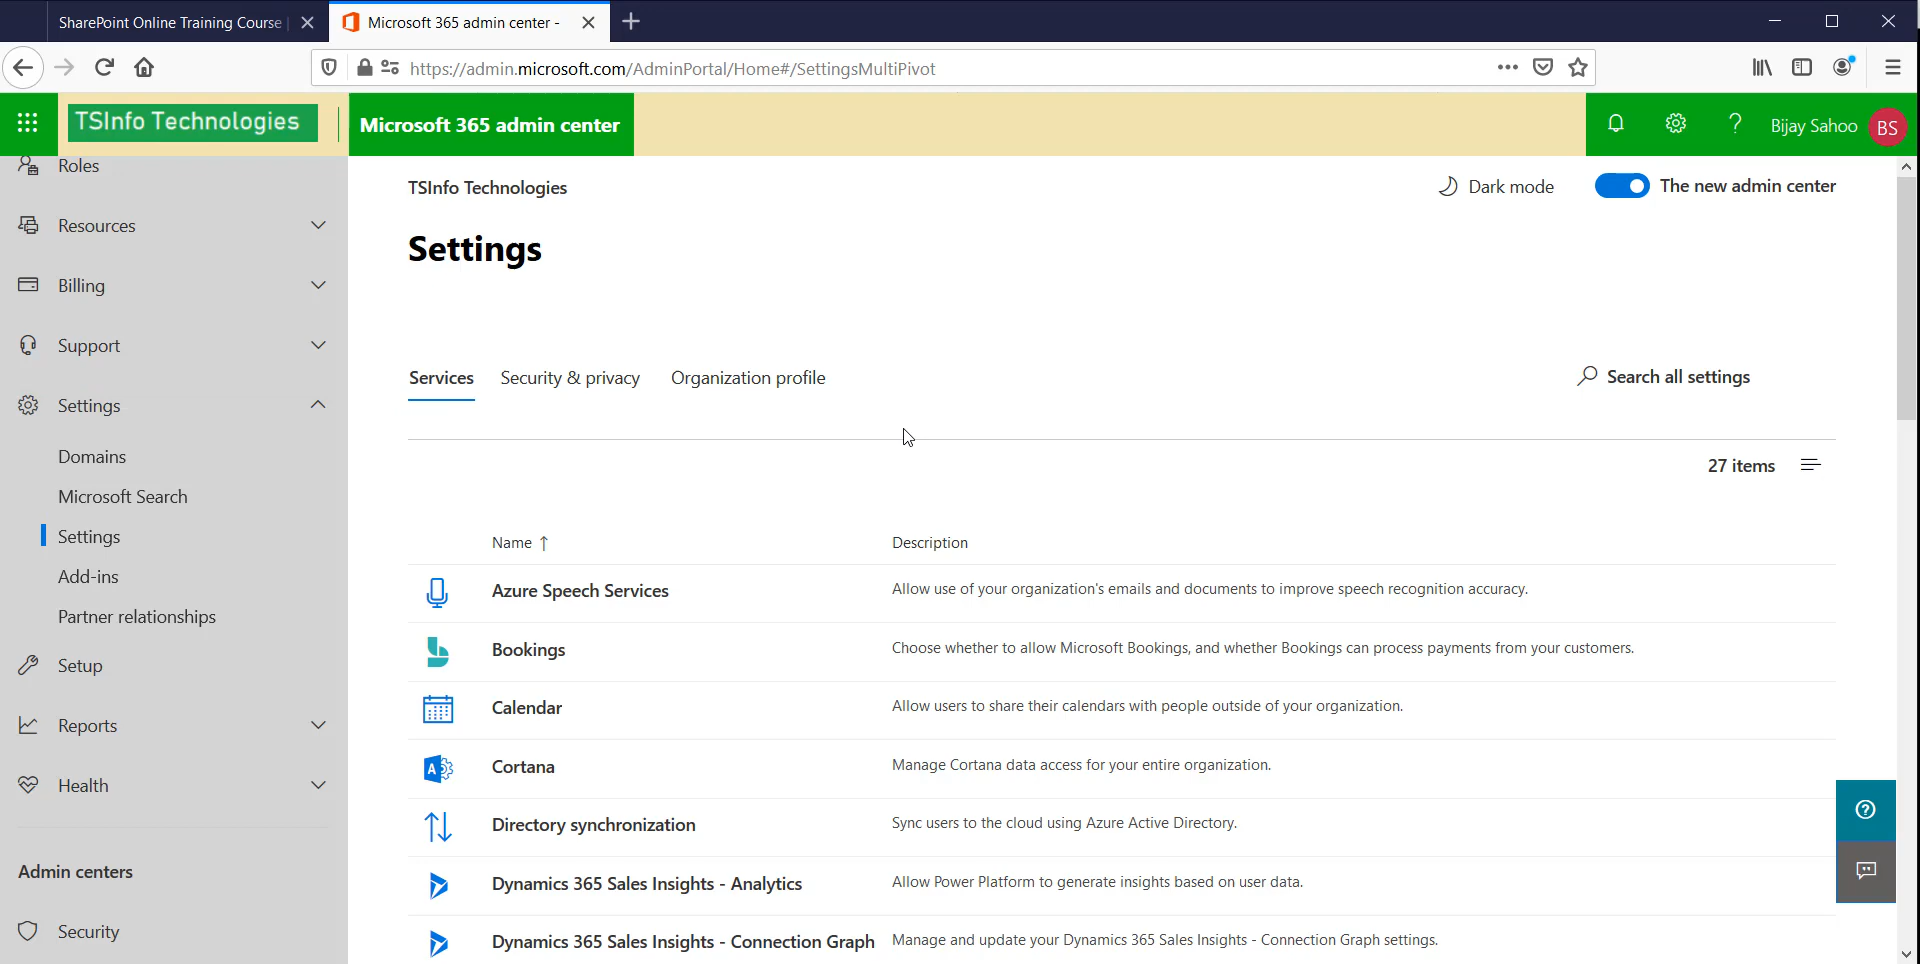 SharePoint Online Training Course
Microsoft 365 admin center -
https://admin.microsoft.com/AdminPortal/Home#/SettingsMultiPivot
TSInfo Technologies
Microsoft 365 admin center
Bijay Sahoo
BS
Roles
Resources
Billing
Support
Settings
Domains
Microsoft Search
Settings
Add-ins
Partner relationships
Setup
Reports
Health
Admin centers
Security
TSInfo Technologies
Dark mode
The new admin center
Settings
Services
Security & privacy
Organization profile
Search all settings
27 items
Name ↑
Description
Azure Speech Services
Allow use of your organization's emails and documents to improve speech recognition accuracy.
Bookings
Choose whether to allow Microsoft Bookings, and whether Bookings can process payments from your customers.
Calendar
Allow users to share their calendars with people outside of your organization.
Cortana
Manage Cortana data access for your entire organization.
Directory synchronization
Sync users to the cloud using Azure Active Directory.
Dynamics 365 Sales Insights - Analytics
Allow Power Platform to generate insights based on user data.
Dynamics 365 Sales Insights - Connection Graph
Manage and update your Dynamics 365 Sales Insights - Connection Graph settings.